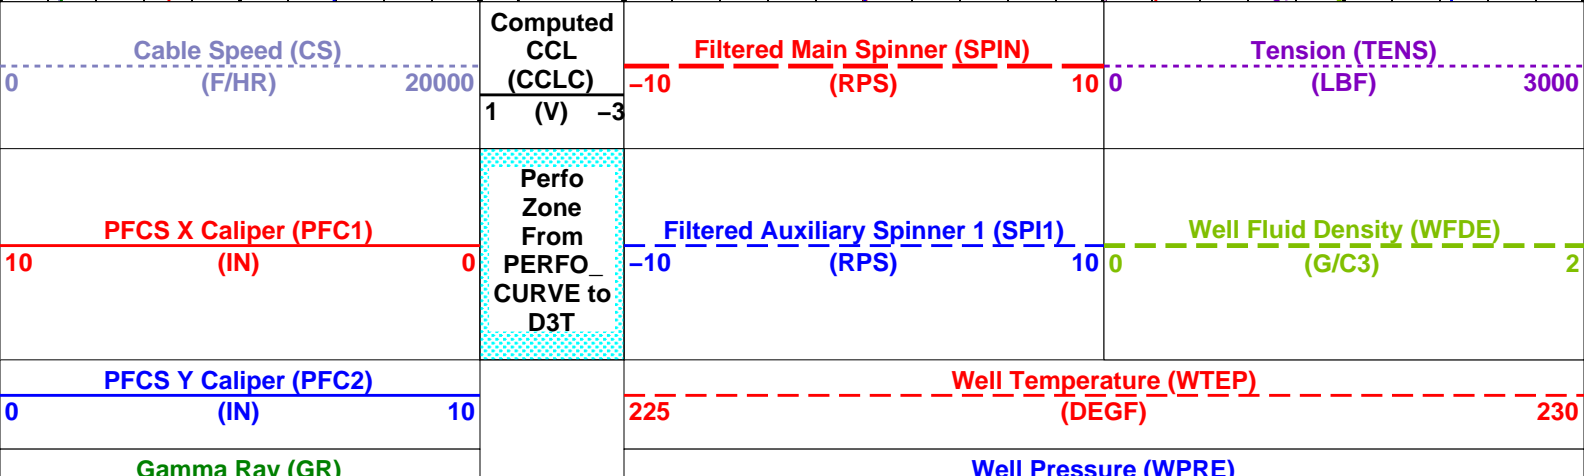 Cable Speed (CS)
0 (F/HR) 20000
Computed
CCL
(CCLC)
1 (V) −3
Filtered Main Spinner (SPIN)
−10 (RPS) 10
Tension (TENS)
0 (LBF) 3000
PFCS X Caliper (PFC1)
10 (IN) 0
Perfo
Zone
From
PERFO_
CURVE to
D3T
Filtered Auxiliary Spinner 1 (SPI1)
−10 (RPS) 10
Well Fluid Density (WFDE)
0 (G/C3) 2
PFCS Y Caliper (PFC2)
0 (IN) 10
Well Temperature (WTEP)
225 (DEGF) 230
Gamma Ray (GR)
Well Pressure (WPRE)